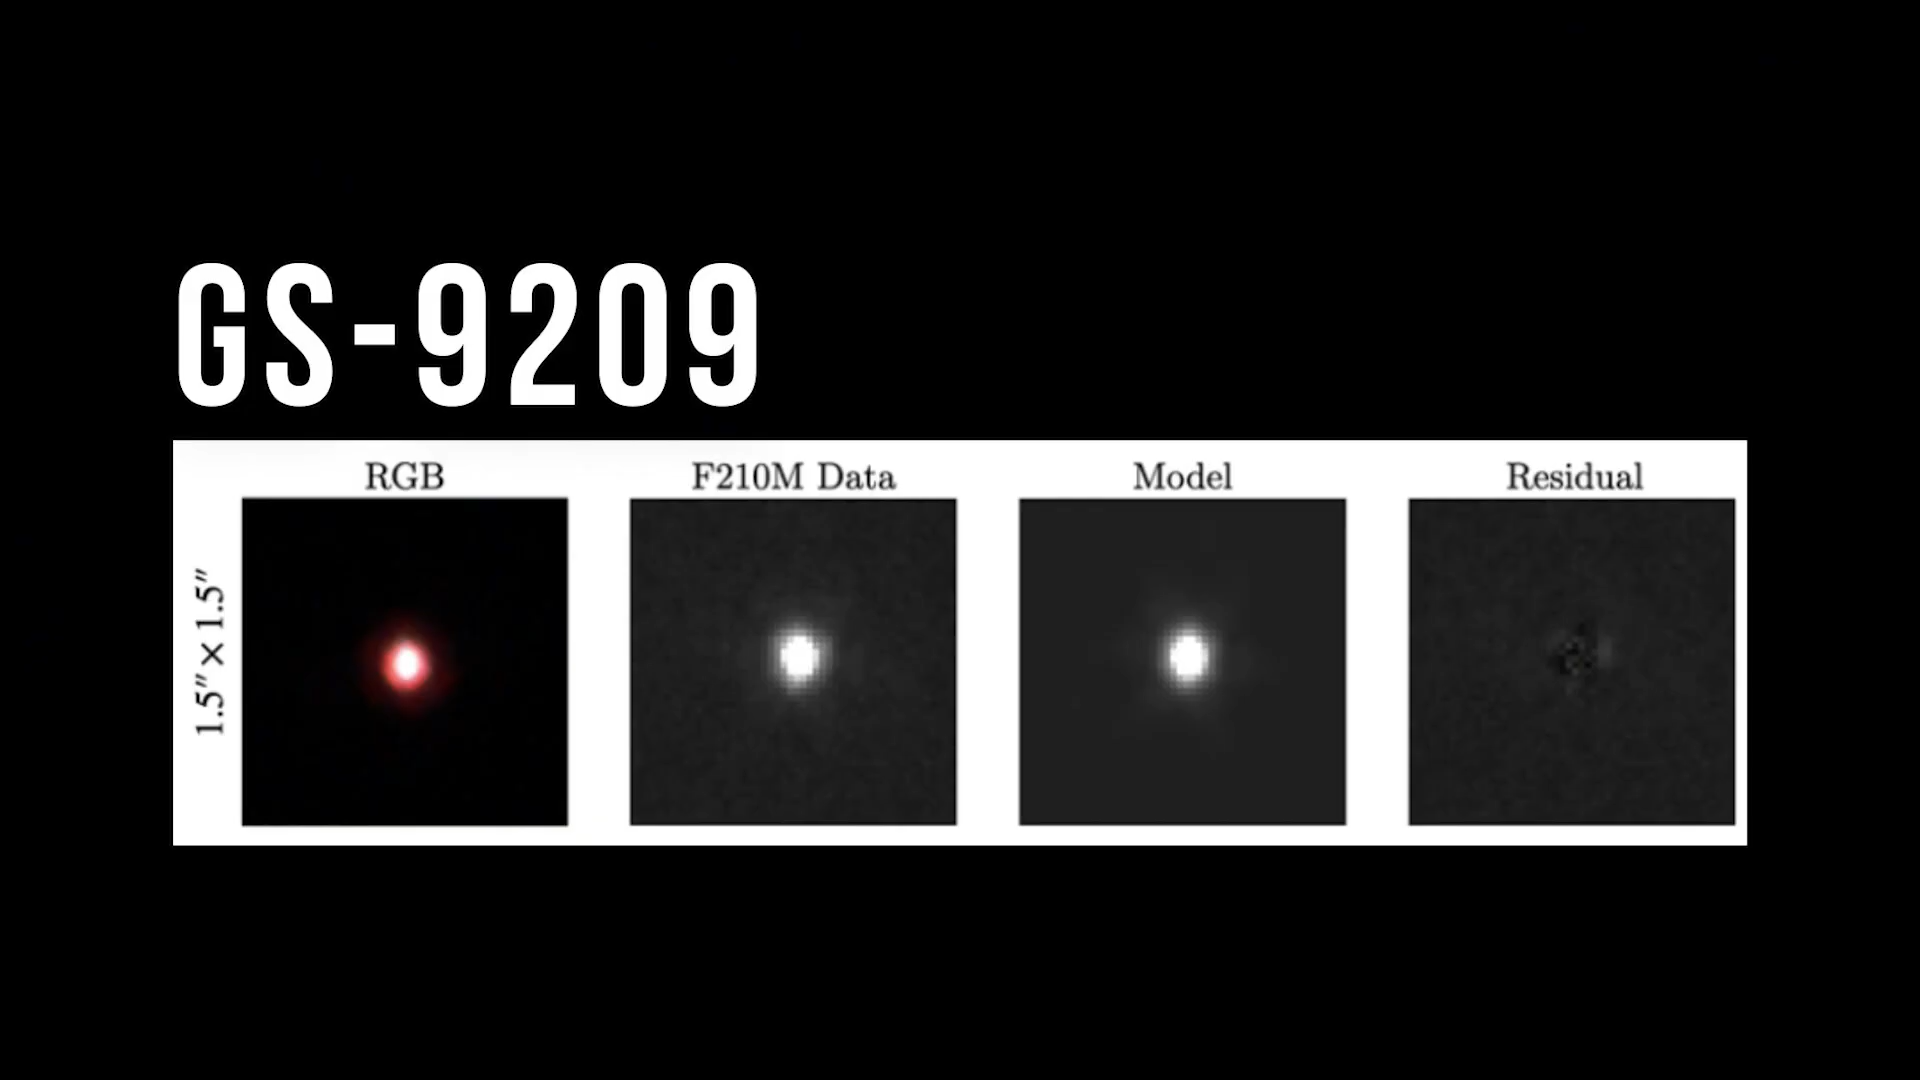 GS-9209
RGB
F210M Data
Model
Residual
1.5″ × 1.5″